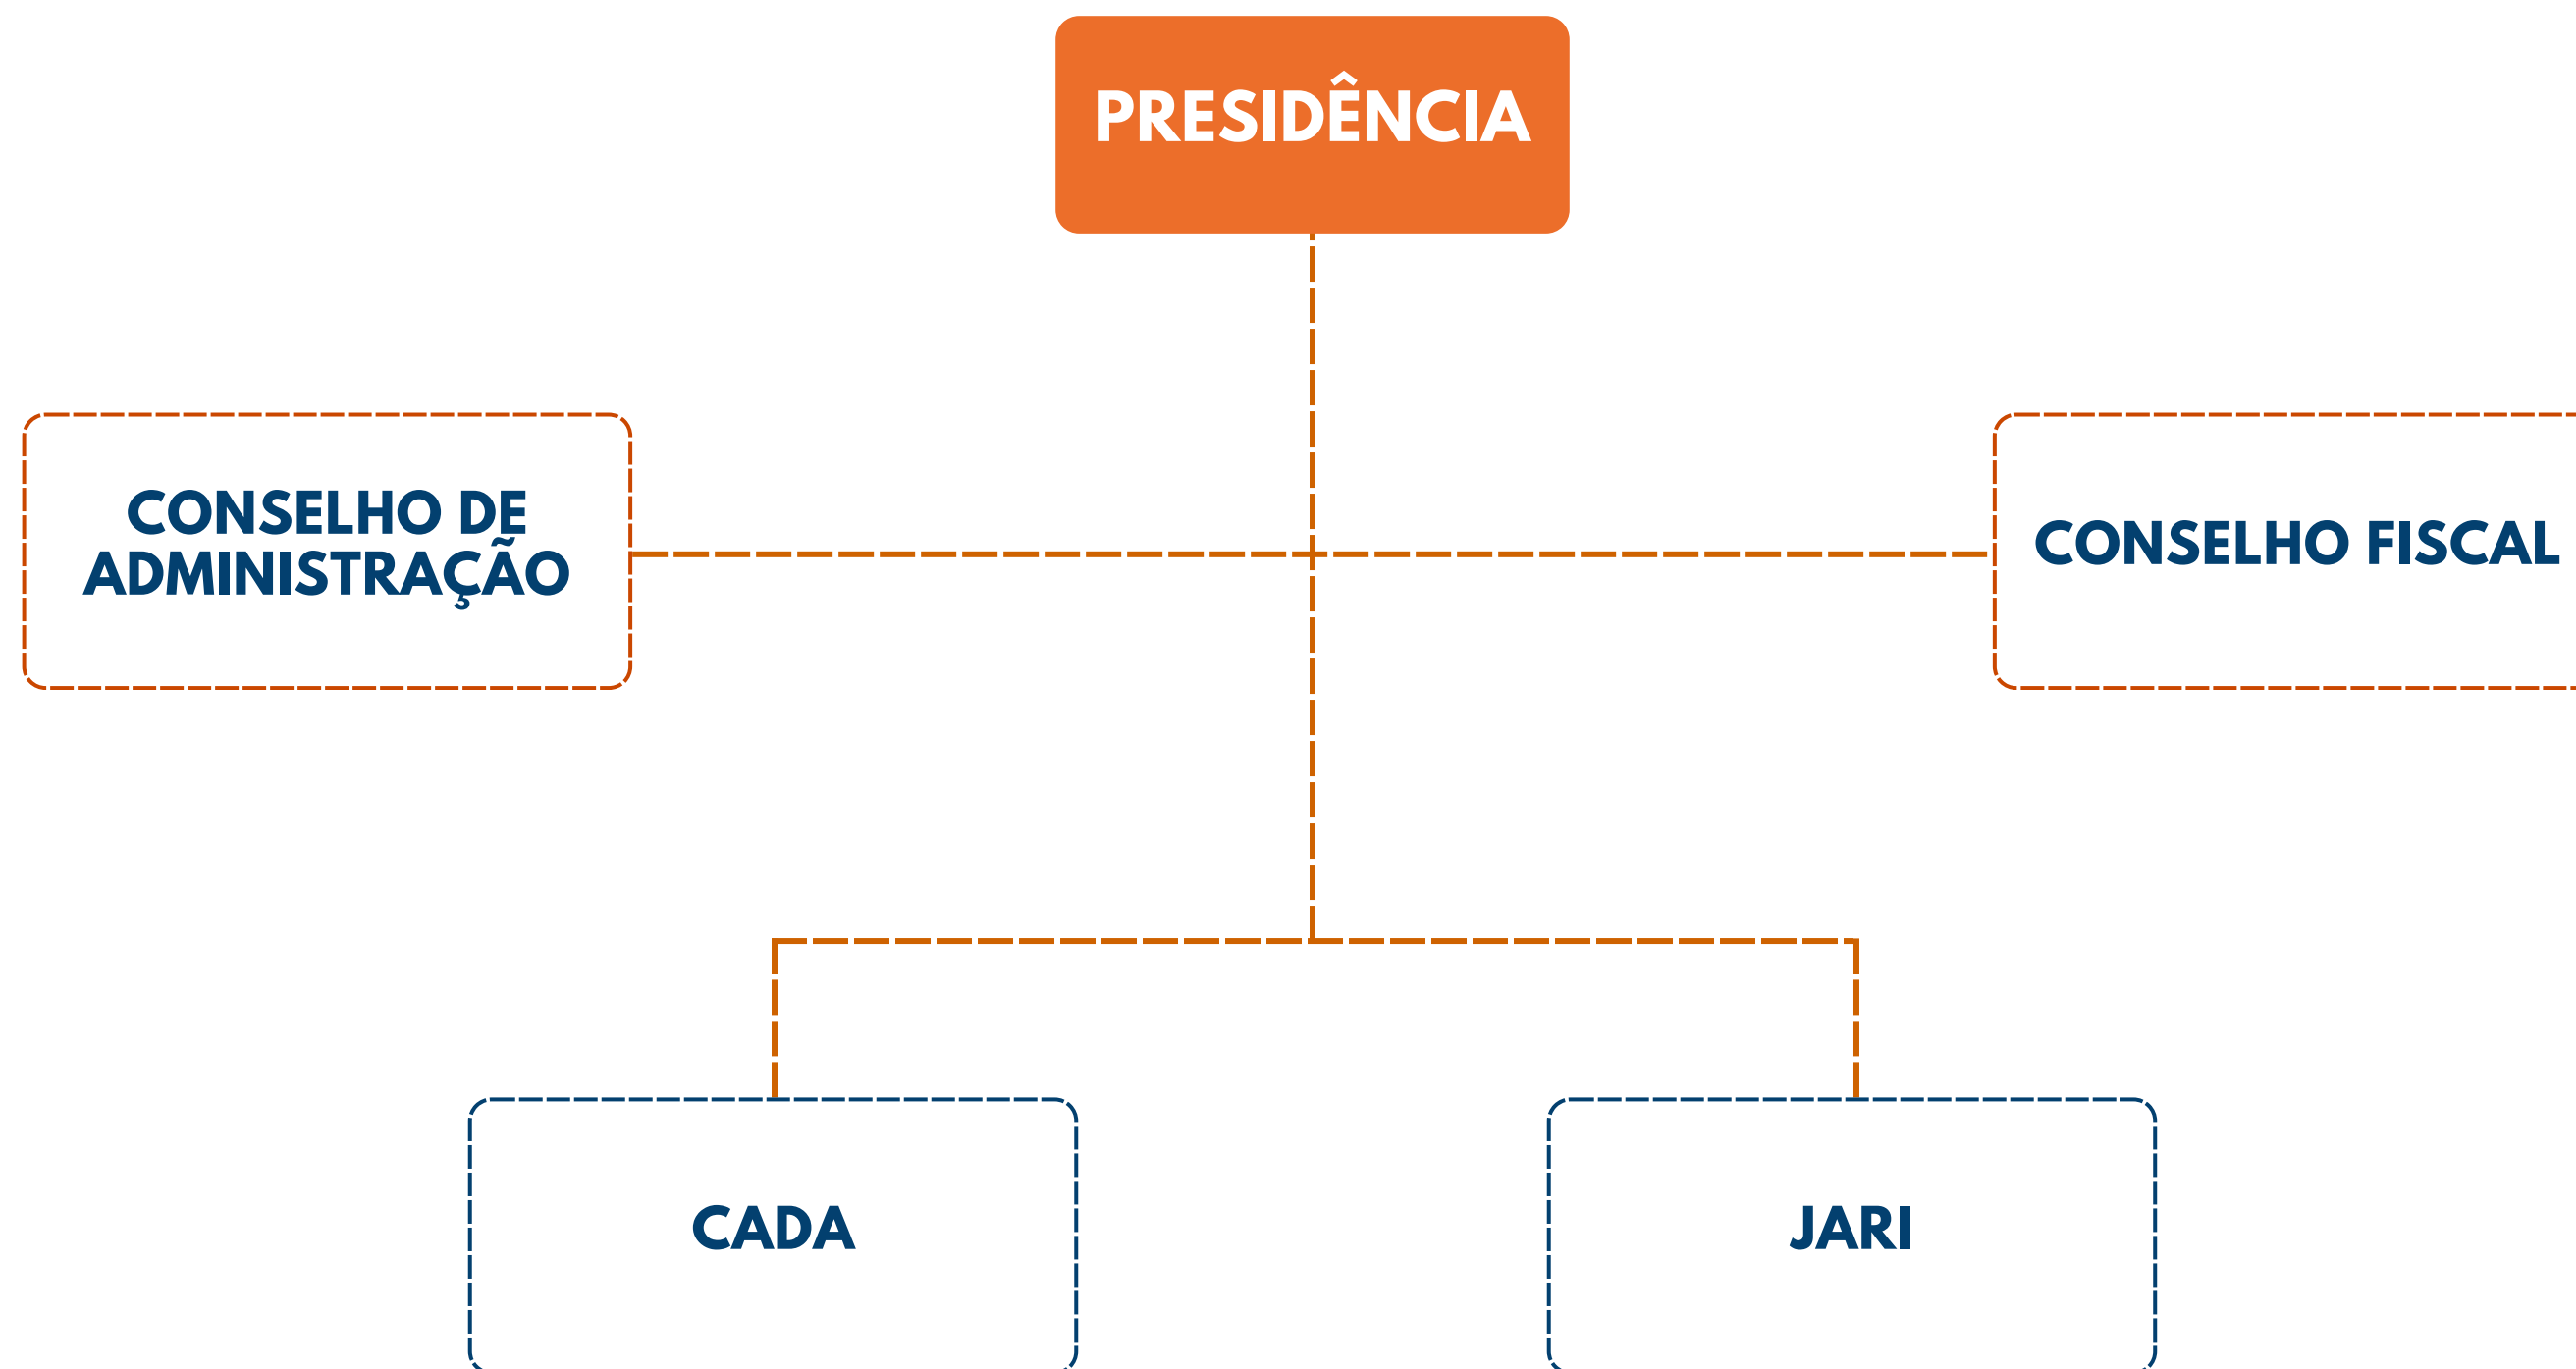 PRESIDÊNCIA
CONSELHO DE
ADMINISTRAÇÃO
CONSELHO FISCAL
CADA
JARI